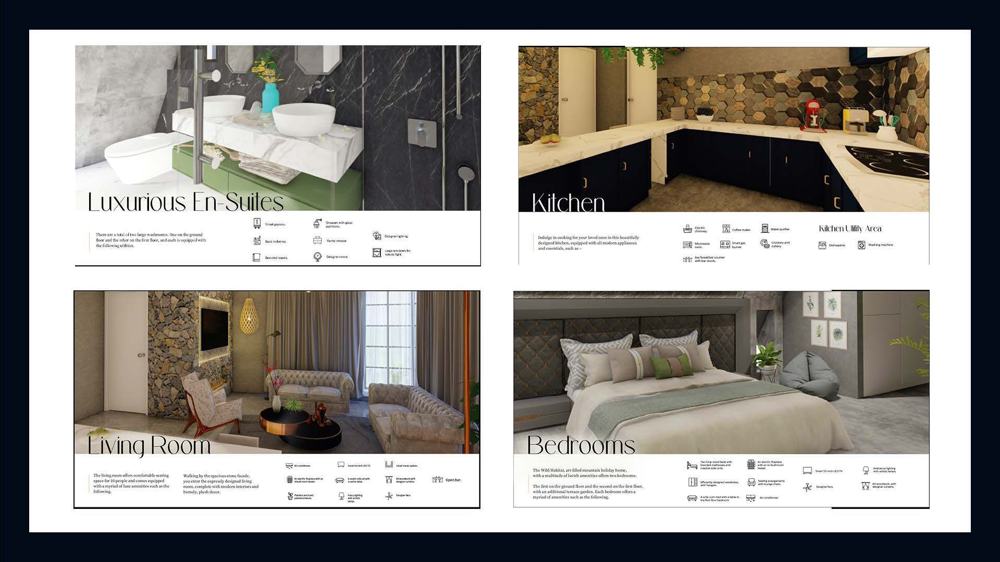 Luxurious En-Suites
There are a total of two large washrooms. One on the ground
floor and the other on the first floor, and each is equipped with
the following utilities.
Smart geysers.
Basic toiletries.
Branded towels.
Showers with glass
partitions.
Vanity dresser
Designer mirror.
Designer lighting.
Large windows for
natural light.
Kitchen
Indulge in cooking for your loved ones in this beautifully
designed kitchen, equipped with all modern appliances
and essentials, such as –
Electric
chimney.
Microwave
oven.
Bar/breakfast counter
with bar stools.
Coffee maker.
Smart gas
burner.
Water purifier.
Crockery and
cutlery.
Kitchen Utility Area
Dishwasher.
Washing machine.
Living Room
The living room offers comfortable seating
space for 10 people and comes equipped
with a myriad of luxe amenities such as the
following.
Walking by the spacious stone facade,
you enter the expressly designed living
room, complete with modern interiors and
homely, plush decor.
Air conditioner.
An electric fireplace with an
inbuilt room heater.
Planters and hand
painted artwork.
Smart 65 inch LED TV.
A seater sofa set with
a centre table.
Fancy lighting
with artistic
lamps.
Smart music system.
All woodwork with
designer curtains.
Designer fans.
Open bar.
Bedrooms
The Wild Habitat, art-filled mountain holiday home,
with a multitude of lavish amenities offers two bedrooms.
The first on the ground floor and the second on the first floor,
with an additional terrace garden. Each bedroom offers a
myriad of amenities such as the following.
Two king-sized beds with
branded mattresses and
creative side units.
Efficiently designed wardrobes,
with hangers.
A sofa-cum-bed with a table in
the first-floor bedroom.
An electric fireplace
with an in-built room
heater.
Seating arrangements
with lounge chairs.
Air conditioner.
Smart 55-inch LED TV.
Designer fans.
Ambience lighting
with artistic lamps.
All woodwork, with
designer curtains.